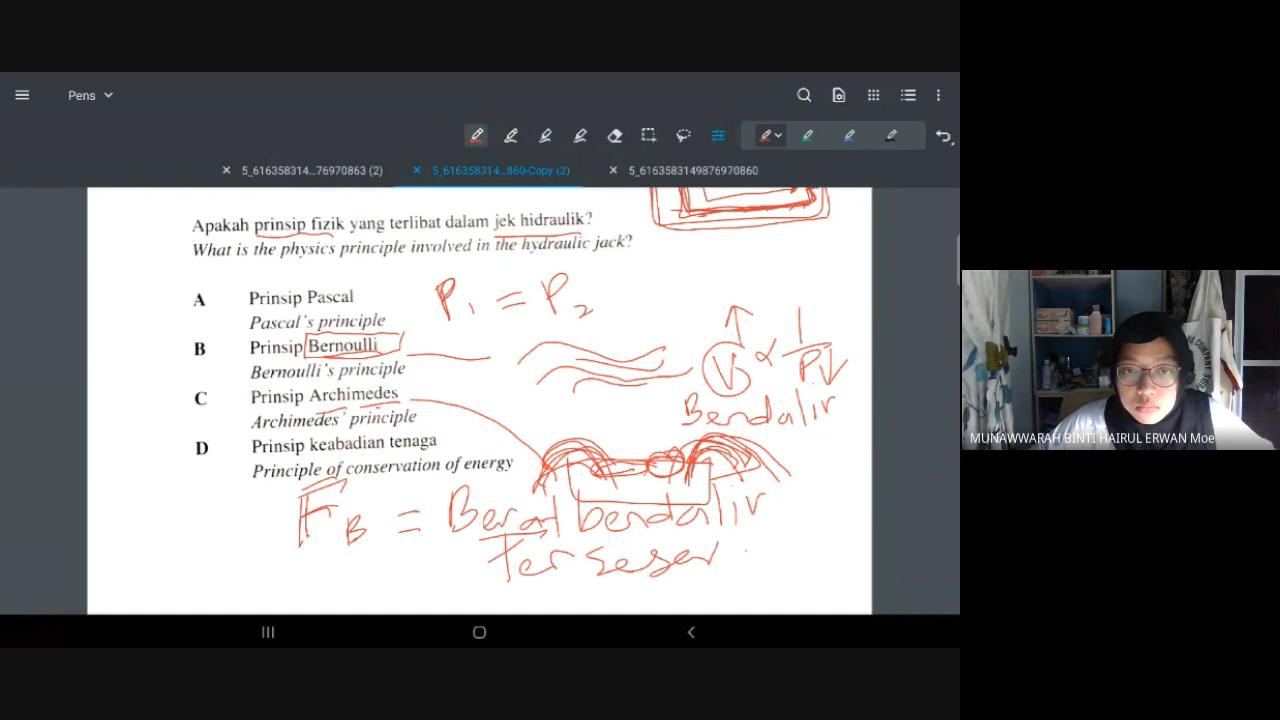 Pens
5_616358314...76970863 (2)
5_616358314...860-Copy (2)
5_6163583149876970860
Apakah prinsip fizik yang terlibat dalam jek hidraulik?
What is the physics principle involved in the hydraulic jack?
A Prinsip Pascal
Pascal's principle
P1 = P2
B Prinsip Bernoulli
Bernoulli's principle
V ∝ 1/P↓
Bendalir
C Prinsip Archimedes
Archimedes' principle
D Prinsip keabadian tenaga
Principle of conservation of energy
FB = Berat bendalir
tersesar
MUNAWWARAH BINTI HAIRUL ERWAN Moe